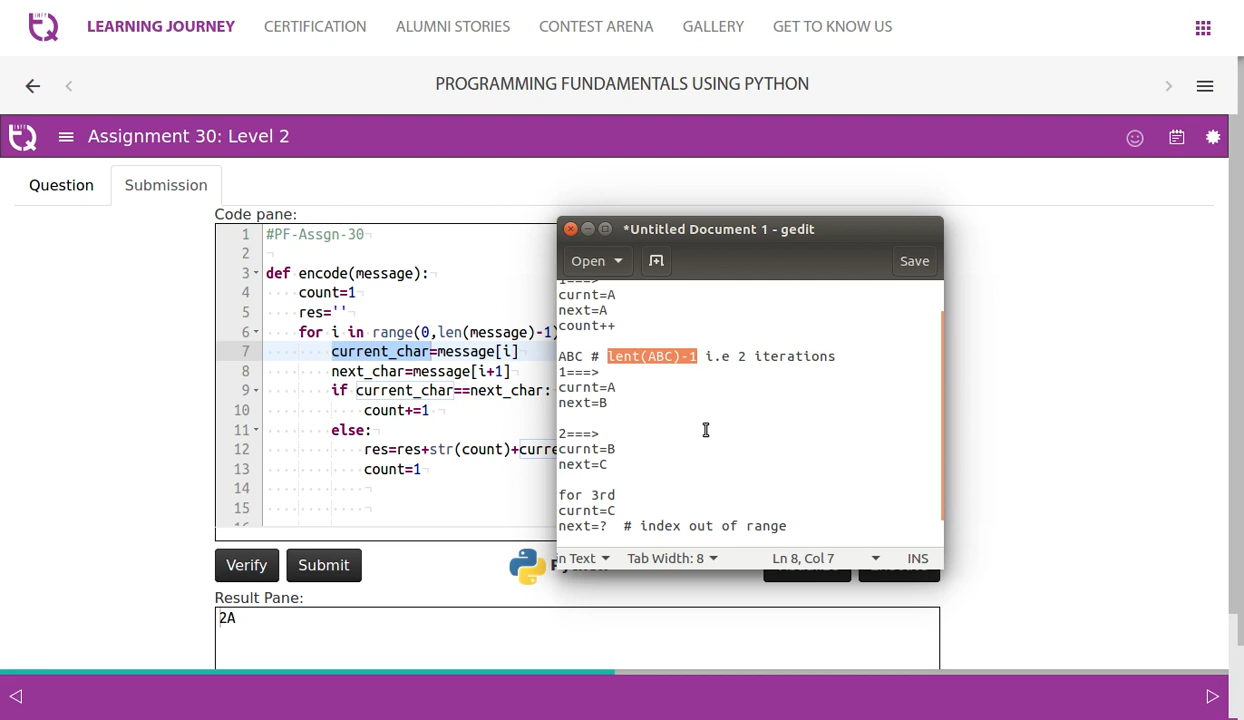 LEARNING JOURNEY CERTIFICATION ALUMNI STORIES CONTEST ARENA GALLERY GET TO KNOW US
PROGRAMMING FUNDAMENTALS USING PYTHON
Assignment 30: Level 2
Question Submission
Code pane:
1 #PF-Assgn-30
2
3 def encode(message):
4 count=1
5 res=''
6 for i in range(0,len(message)-1)
7 current_char=message[i]
8 next_char=message[i+1]
9 if current_char==next_char:
10 count+=1
11 else:
12 res=res+str(count)+curre
13 count=1
14
15
*Untitled Document 1 - gedit
Open Save
curnt=A
next=A
count++
ABC # lent(ABC)-1 i.e 2 iterations
1===>
curnt=A
next=B
2===>
curnt=B
next=C
for 3rd
curnt=C
next=? # index out of range
n Text Tab Width: 8 Ln 8, Col 7 INS
Verify Submit
Result Pane:
2A